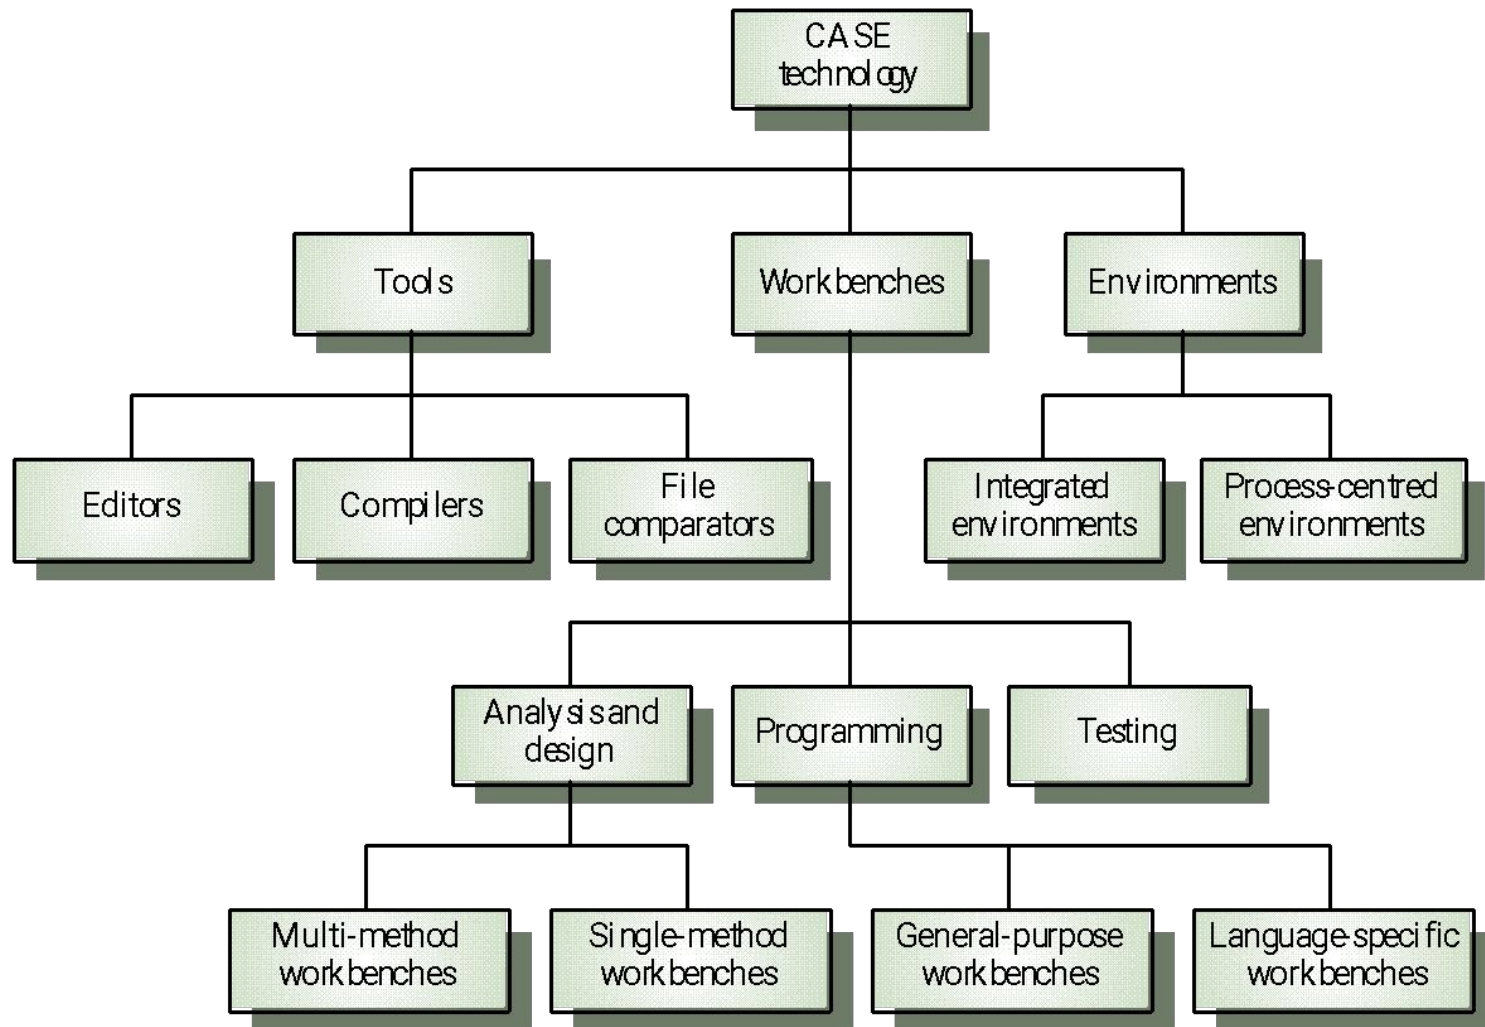 CASE
technology
Tools
Workbenches
Environments
Editors
Compilers
File
comparators
Integrated
environments
Process-centred
environments
Analysis and
design
Programming
Testing
Multi-method
workbenches
Single-method
workbenches
General-purpose
workbenches
Language-specific
workbenches